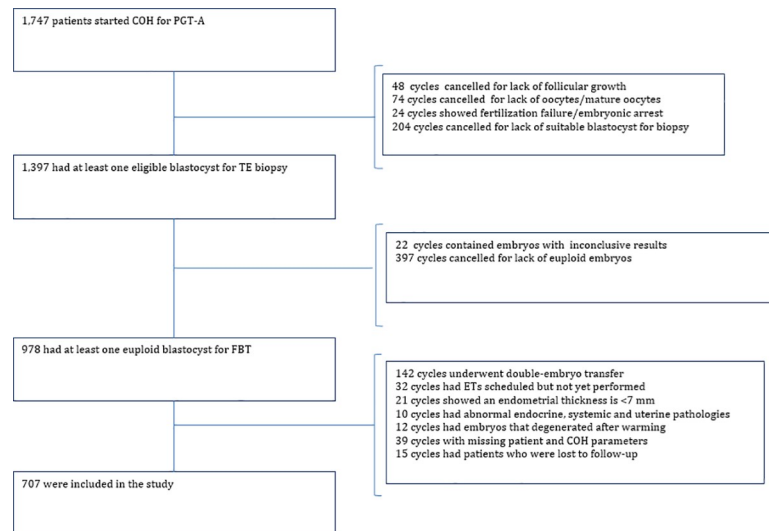 1,747 patients started COH for PGT-A
48 cycles cancelled for lack of follicular growth
74 cycles cancelled for lack of oocytes/mature oocytes
24 cycles showed fertilization failure/embryonic arrest
204 cycles cancelled for lack of suitable blastocyst for biopsy
1,397 had at least one eligible blastocyst for TE biopsy
22 cycles contained embryos with inconclusive results
397 cycles cancelled for lack of euploid embryos
978 had at least one euploid blastocyst for FBT
142 cycles underwent double-embryo transfer
32 cycles had ETs scheduled but not yet performed
21 cycles showed an endometrial thickness is <7 mm
10 cycles had abnormal endocrine, systemic and uterine pathologies
12 cycles had embryos that degenerated after warming
39 cycles with missing patient and COH parameters
15 cycles had patients who were lost to follow-up
707 were included in the study